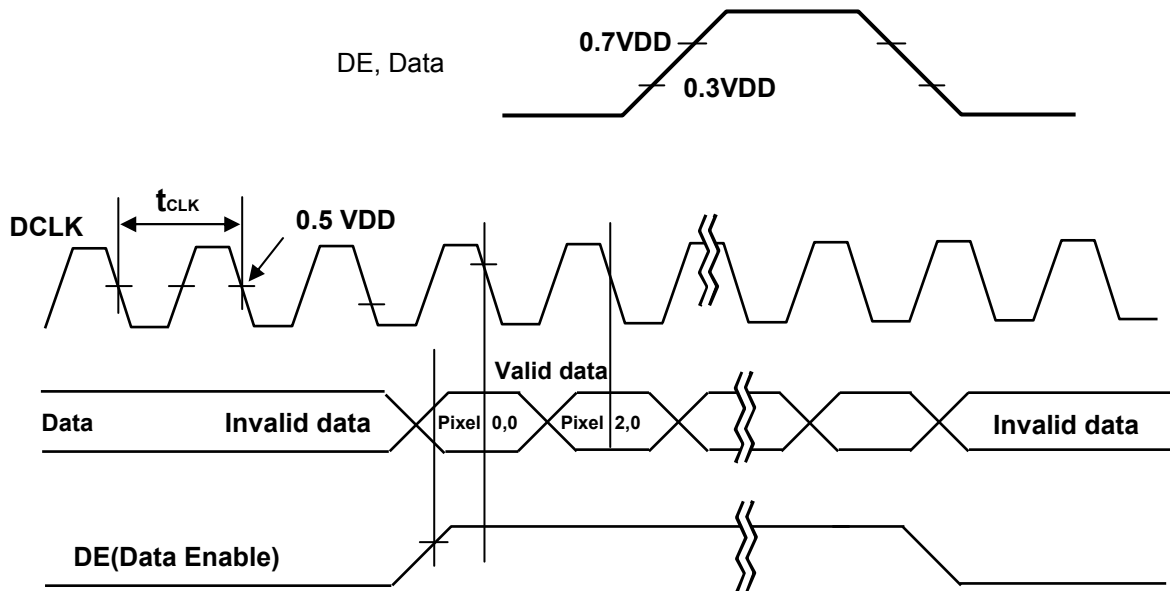 0.7VDD
DE, Data
0.3VDD
tCLK
0.5 VDD
DCLK
Valid data
Data
Invalid data
Pixel 0,0
Pixel 2,0
Invalid data
DE(Data Enable)